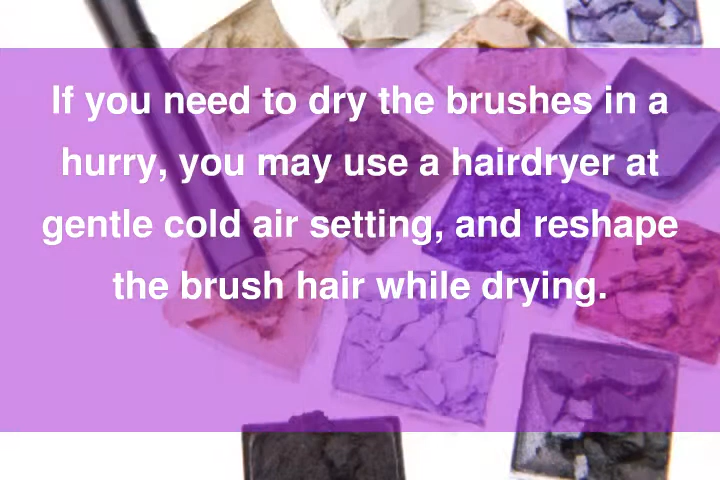 If you need to dry the brushes in a
hurry, you may use a hairdryer at
gentle cold air setting, and reshape
the brush hair while drying.